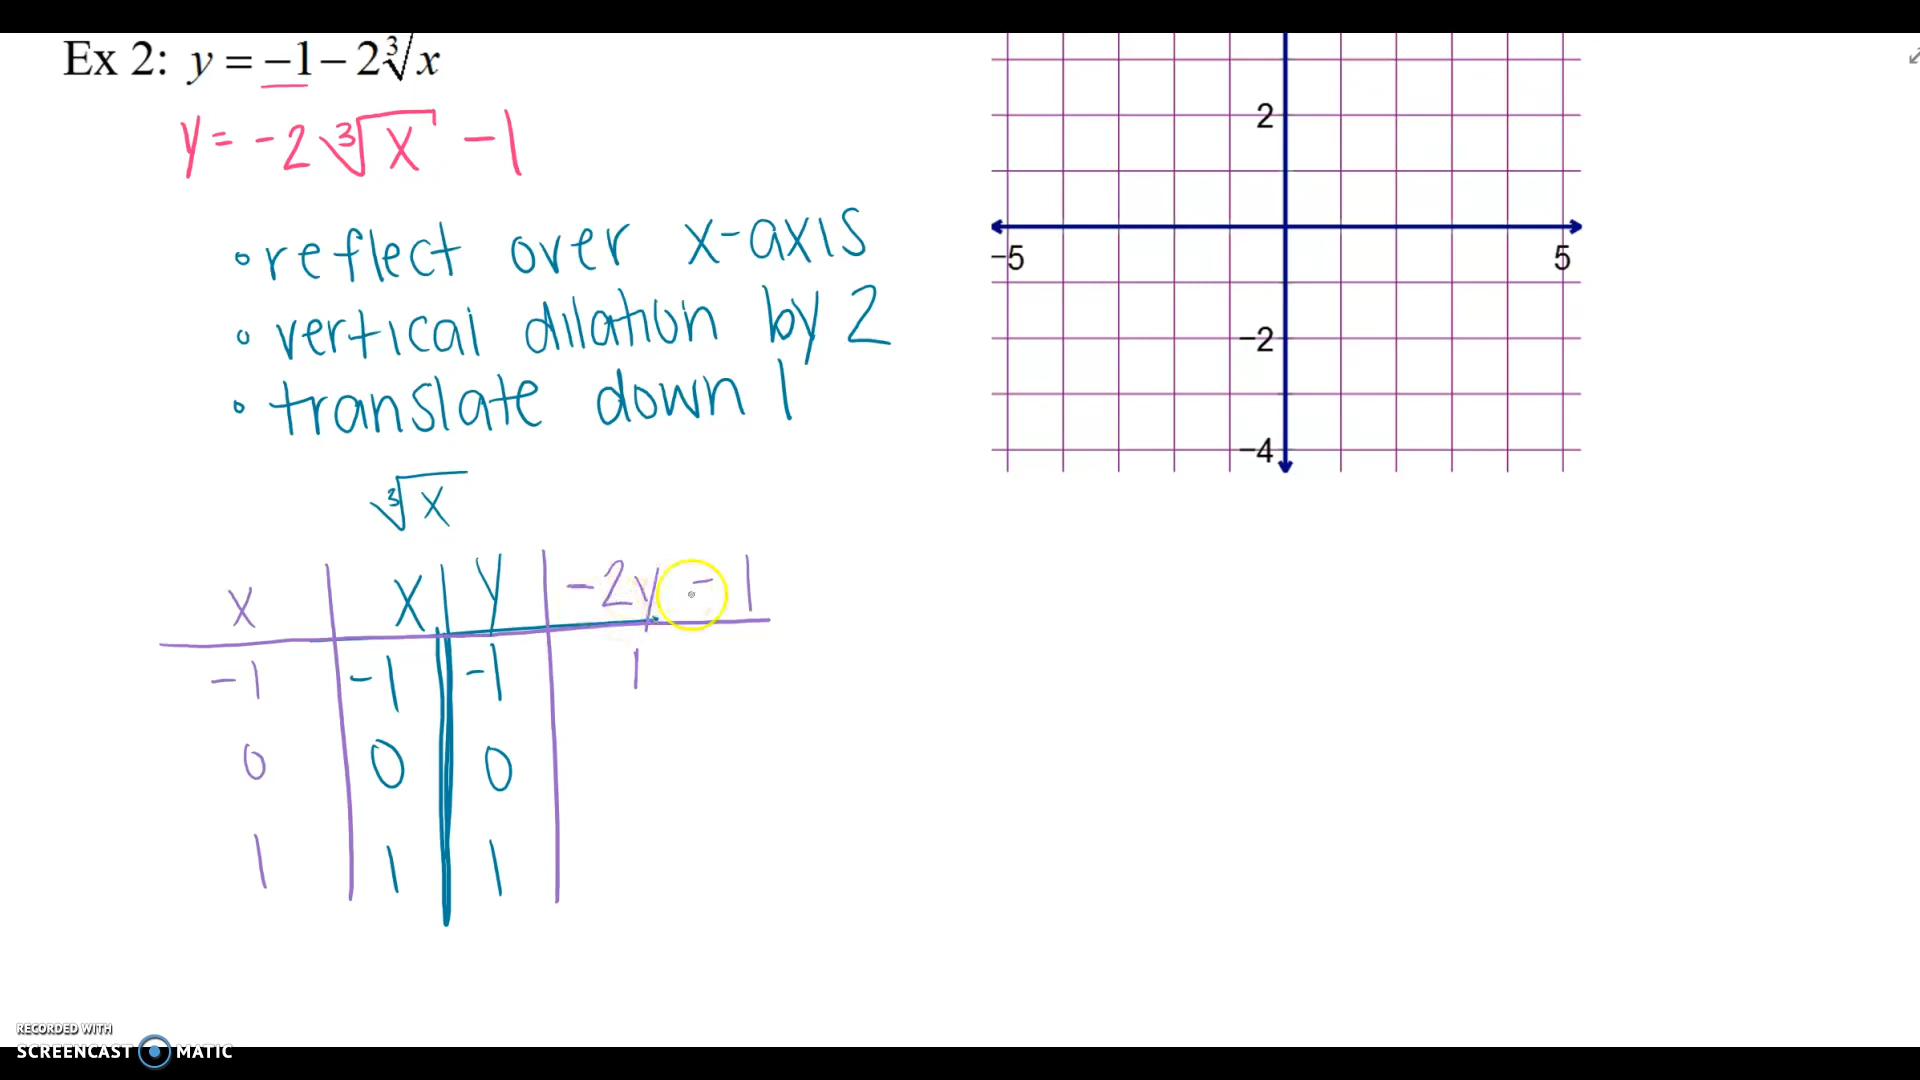 Ex 2: y = −1 − 2∛x
y = -2 ∛x - 1
• reflect over x-axis
• vertical dilation by 2
• translate down 1
∛x
x | x | y | -2y - 1
-1 | -1 | -1 | 1
0 | 0 | 0
1 | 1 | 1
2
−5 5
−2
−4
RECORDED WITH
SCREENCAST MATIC